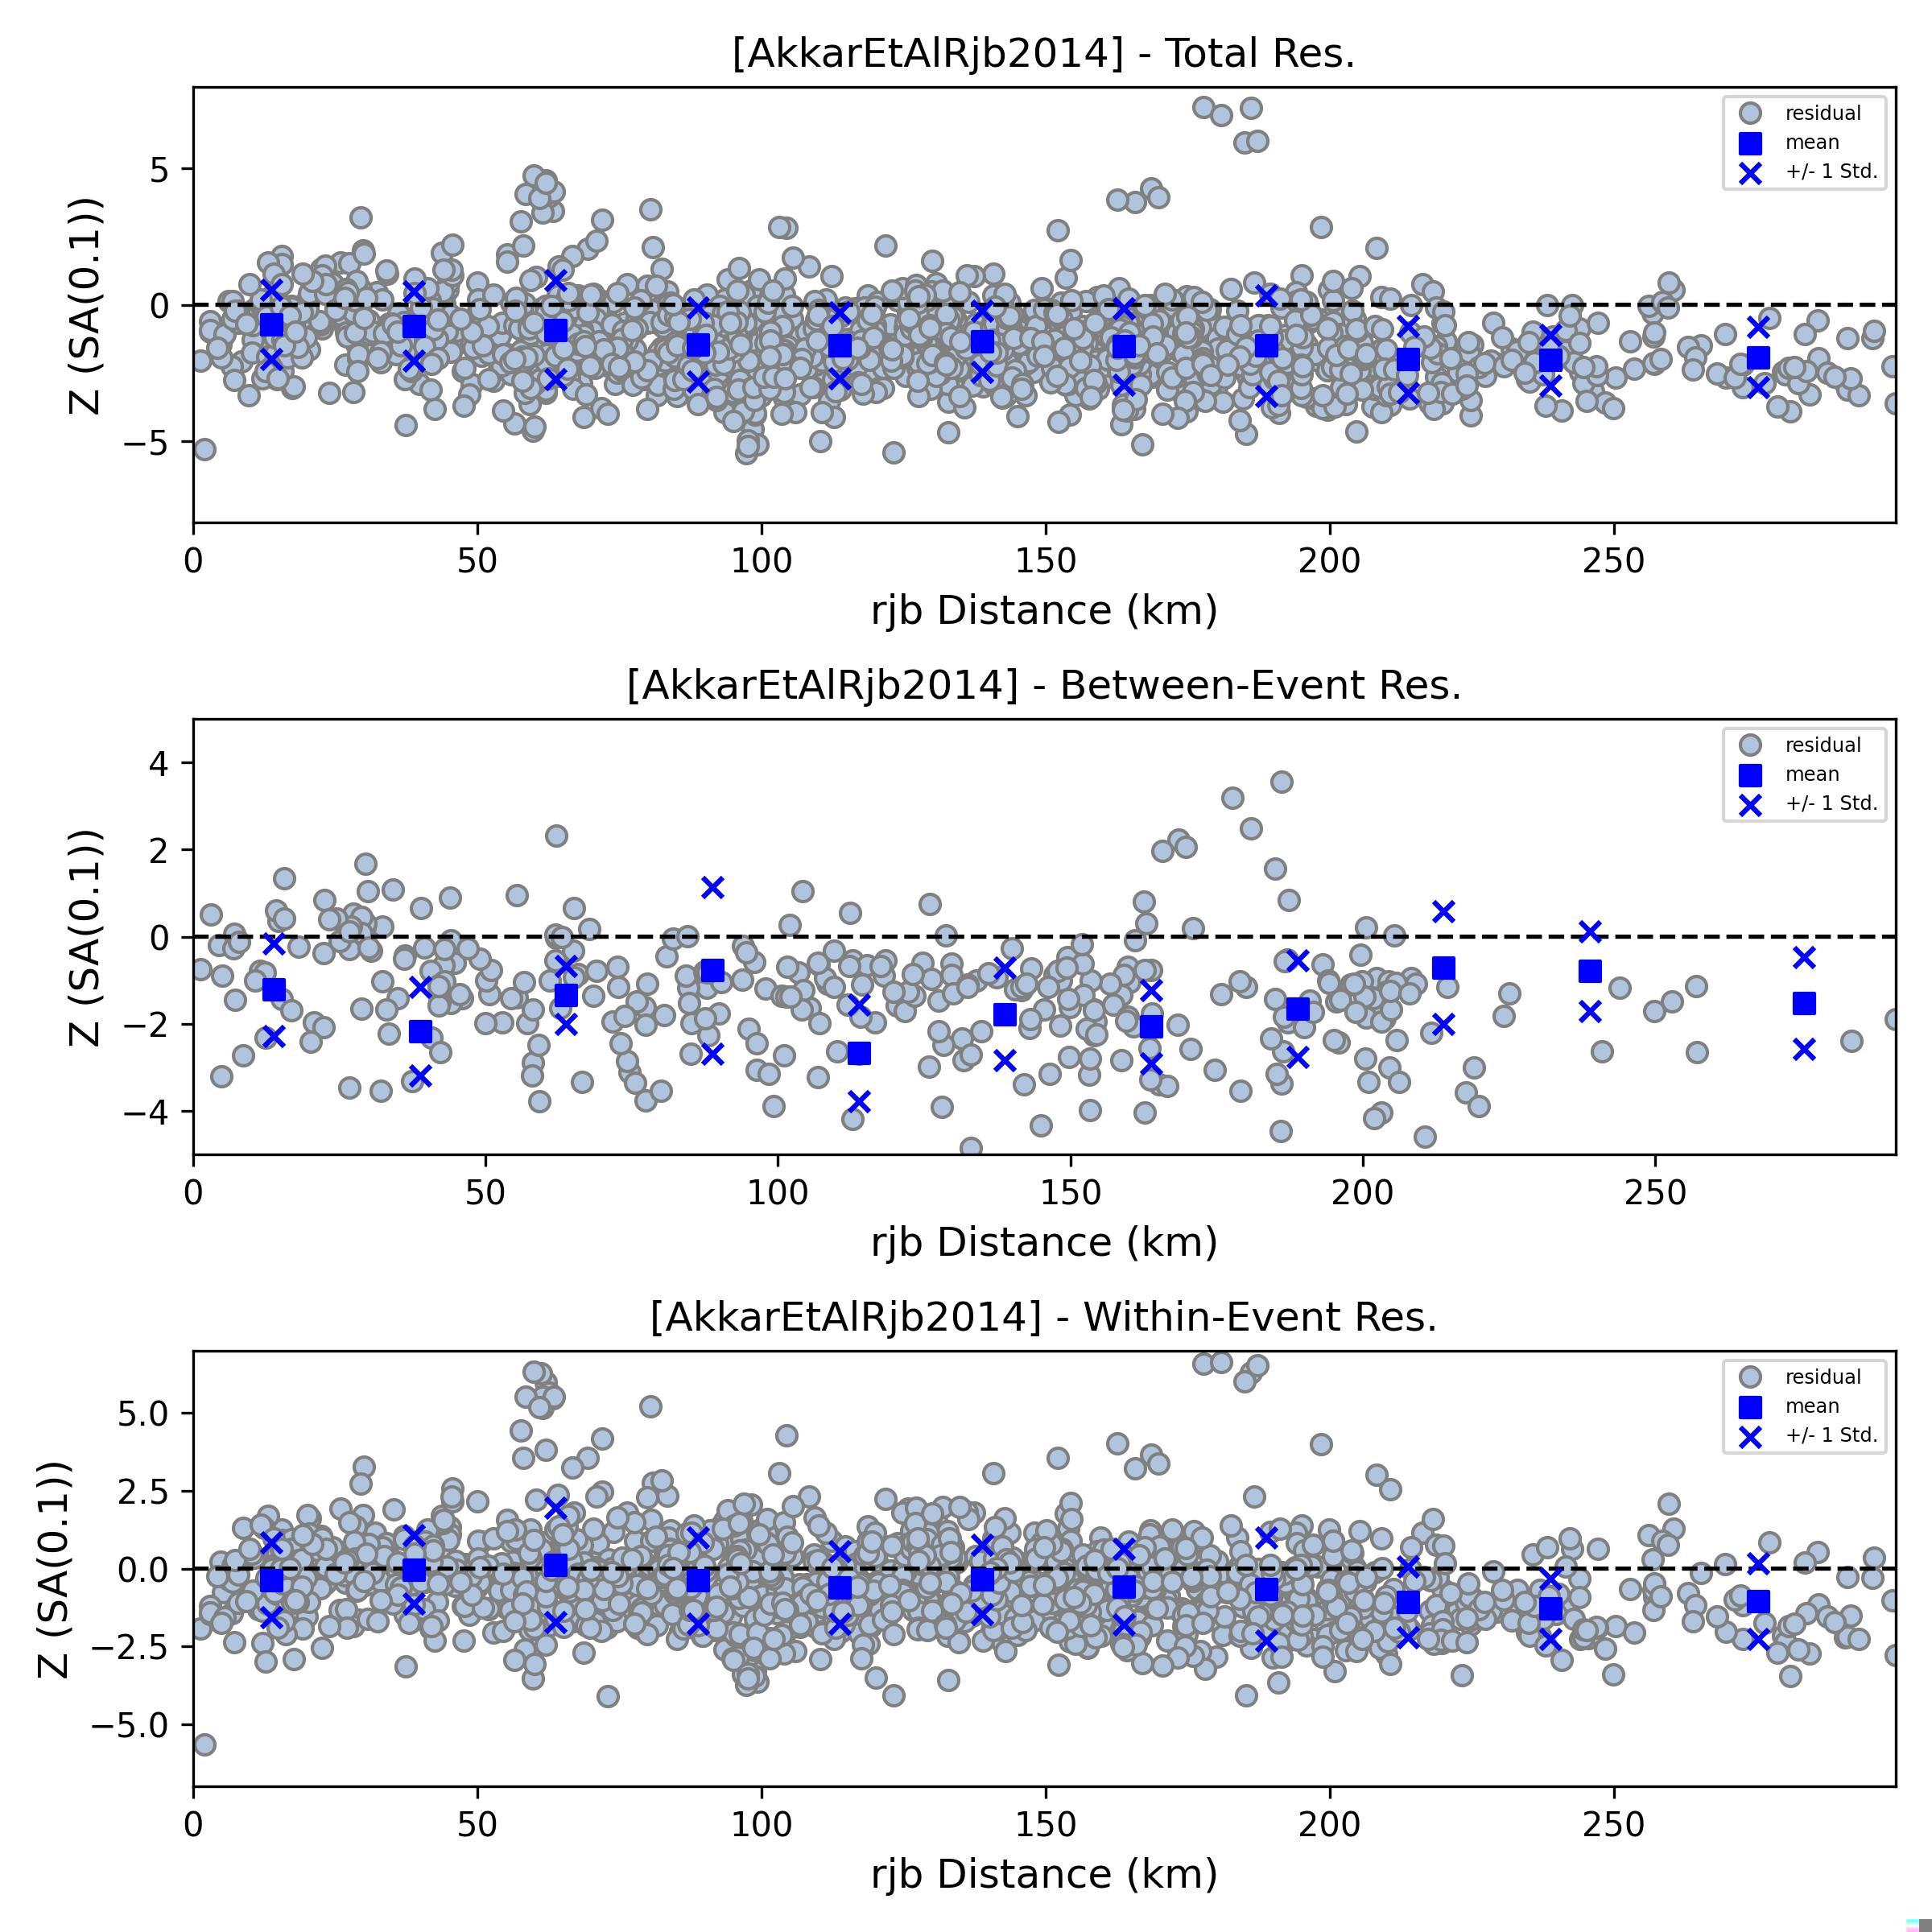 [AkkarEtAlRjb2014] - Total Res.
residual
mean
+/- 1 Std.
5
0
−5
Z (SA(0.1))
0 50 100 150 200 250
rjb Distance (km)
[AkkarEtAlRjb2014] - Between-Event Res.
residual
mean
+/- 1 Std.
4
2
0
−2
−4
Z (SA(0.1))
0 50 100 150 200 250
rjb Distance (km)
[AkkarEtAlRjb2014] - Within-Event Res.
residual
mean
+/- 1 Std.
5.0
2.5
0.0
−2.5
−5.0
Z (SA(0.1))
0 50 100 150 200 250
rjb Distance (km)